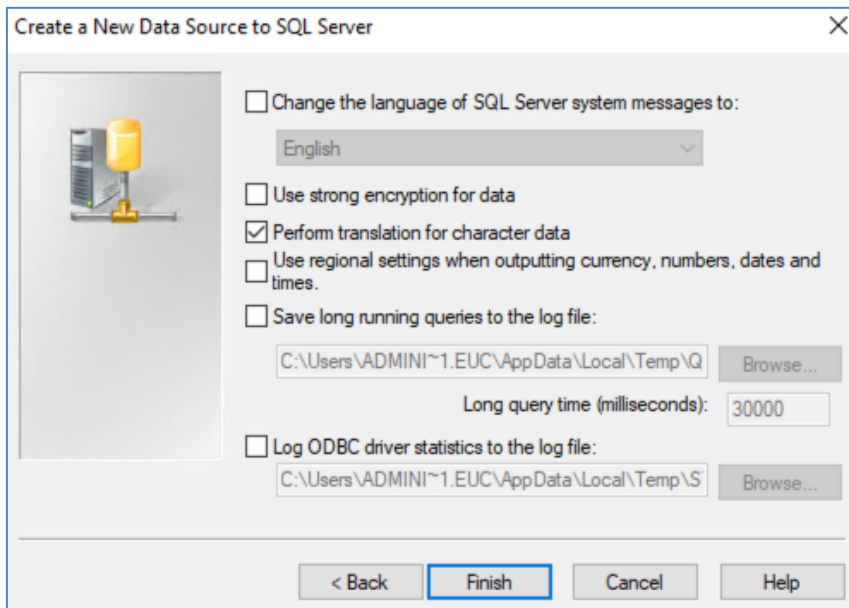 Create a New Data Source to SQL Server
Change the language of SQL Server system messages to:
English
Use strong encryption for data
Perform translation for character data
Use regional settings when outputting currency, numbers, dates and
times.
Save long running queries to the log file:
C:\Users\ADMINI~1.EUC\AppData\Local\Temp\Q Browse...
Long query time (milliseconds): 30000
Log ODBC driver statistics to the log file:
C:\Users\ADMINI~1.EUC\AppData\Local\Temp\S Browse...
< Back Finish Cancel Help